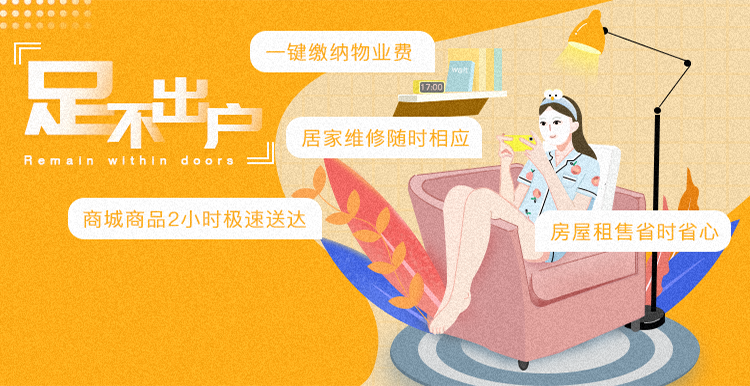 足不出户
Remain within doors
一键缴纳物业费
17:00
居家维修随时相应
商城商品2小时极速送达
房屋租售省时省心